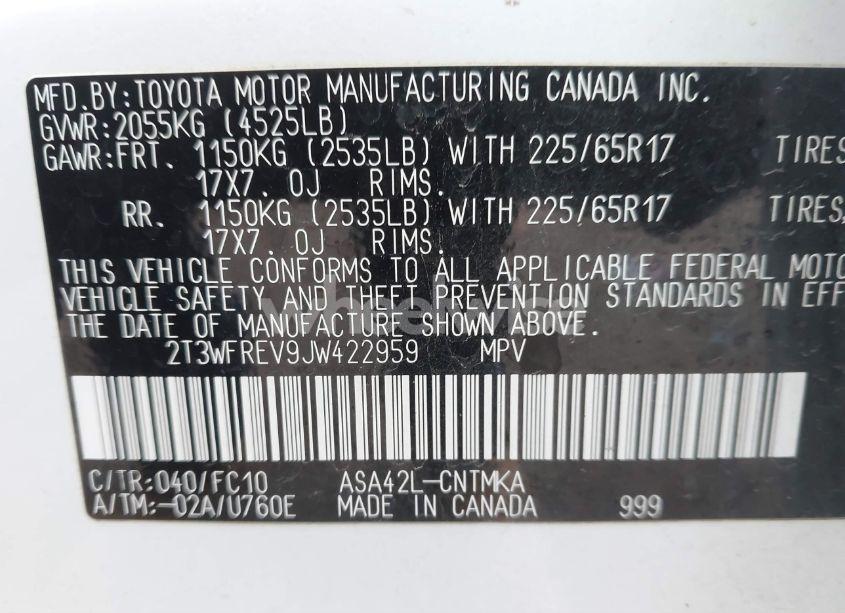 MFD.BY:TOYOTA MOTOR MANUFACTURING CANADA INC.
GVWR:2055KG (4525LB)
GAWR:FRT. 1150KG (2535LB) WITH 225/65R17 TIRES
17X7.0J RIMS.
RR. 1150KG (2535LB) WITH 225/65R17 TIRES,
17X7.0J RIMS.
THIS VEHICLE CONFORMS TO ALL APPLICABLE FEDERAL MOTO
VEHICLE SAFETY AND THEFT PREVENTION STANDARDS IN EFF
THE DATE OF MANUFACTURE SHOWN ABOVE.
2T3WFREV9JW422959 MPV
C/TR:040/FC10 ASA42L-CNTMKA
A/TM:-02A/U760E MADE IN CANADA 999